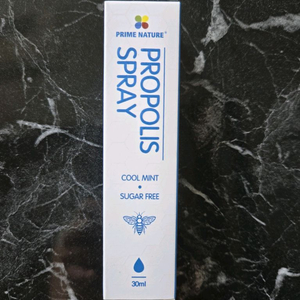 PRIME NATURE®
PROPOLIS
SPRAY
COOL MINT
•
SUGAR FREE
30ml